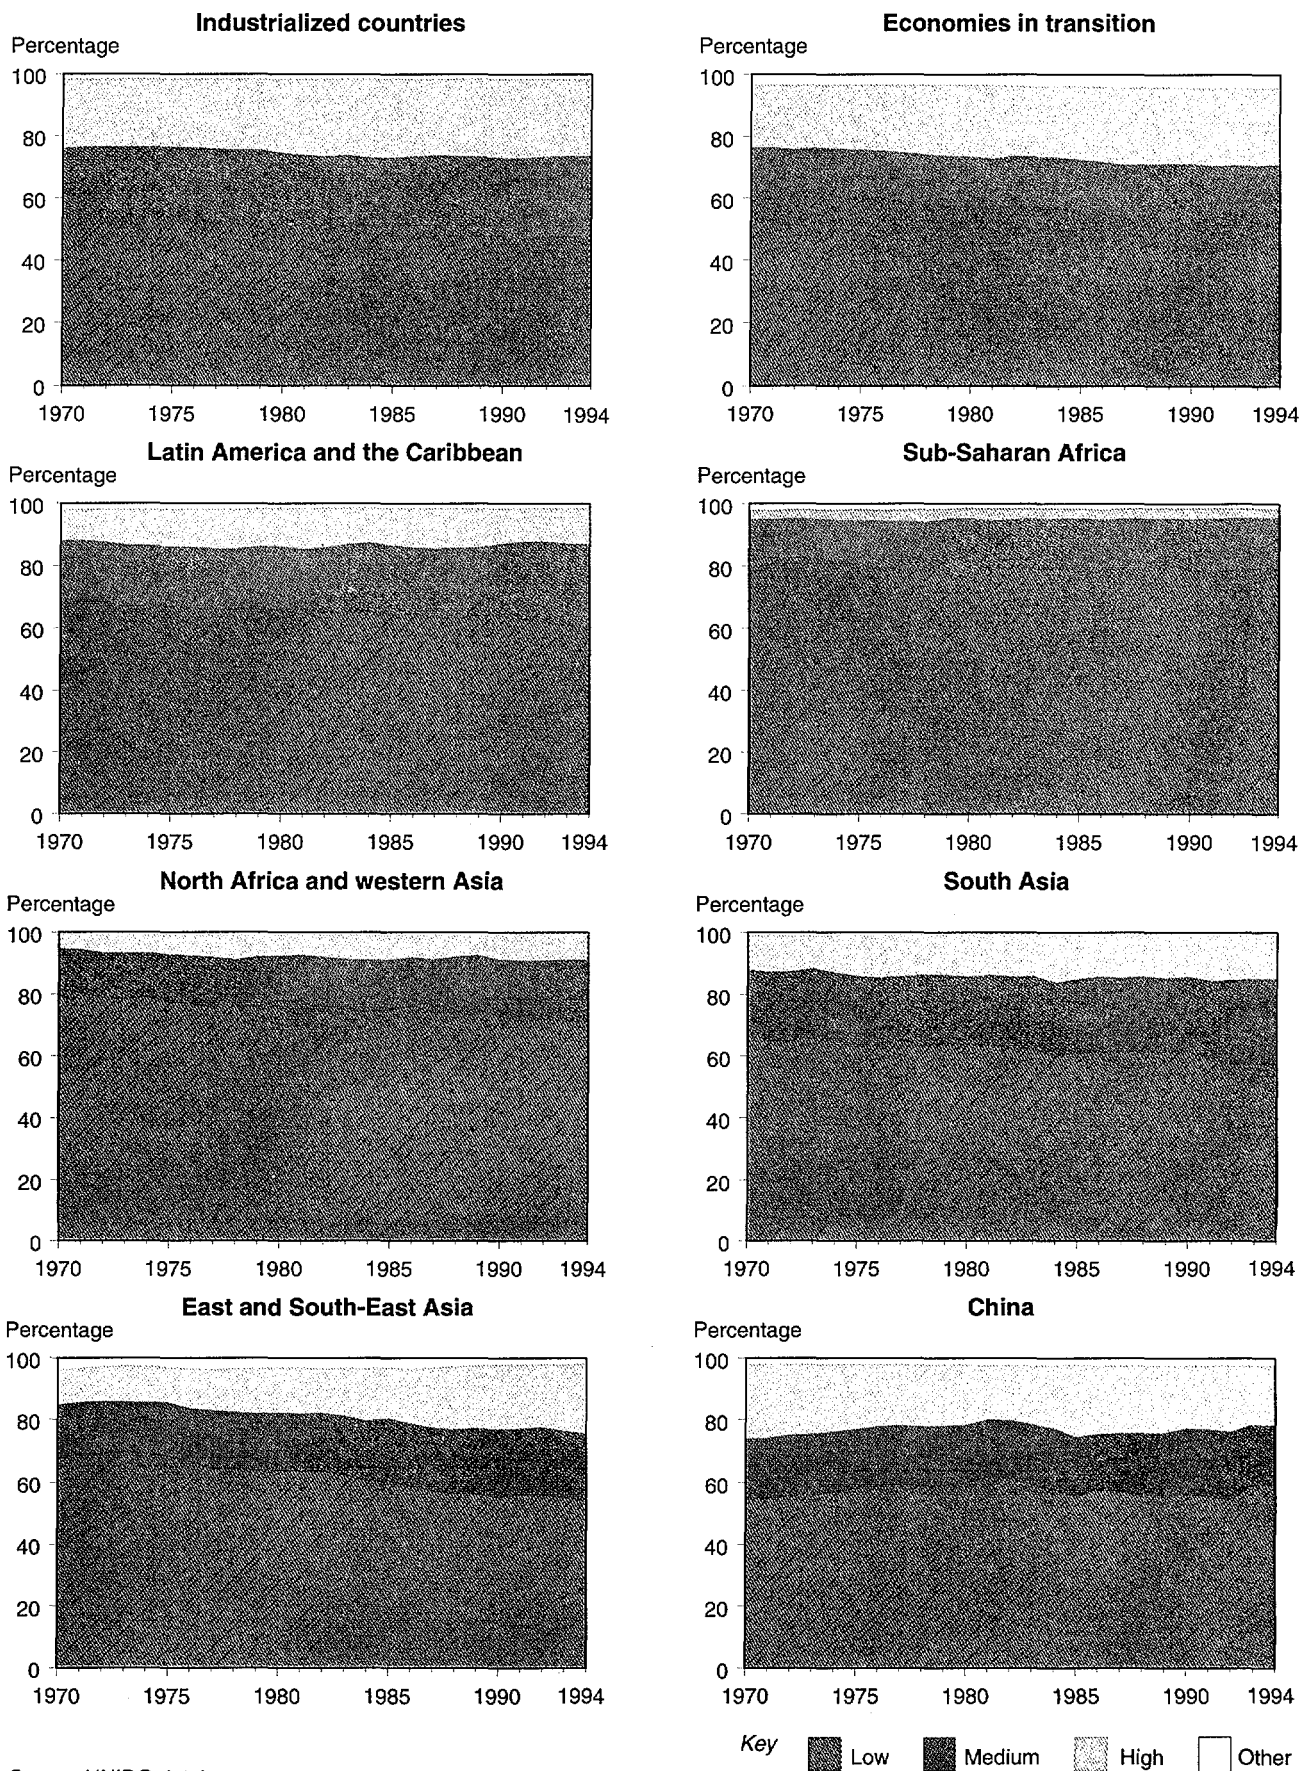 Industrialized countries
Percentage
100
80
60
40
20
0
1970 1975 1980 1985 1990 1994
Economies in transition
Percentage
100
80
60
40
20
0
1970 1975 1980 1985 1990 1994
Latin America and the Caribbean
Percentage
100
80
60
40
20
0
1970 1975 1980 1985 1990 1994
Sub-Saharan Africa
Percentage
100
80
60
40
20
0
1970 1975 1980 1985 1990 1994
North Africa and western Asia
Percentage
100
80
60
40
20
0
1970 1975 1980 1985 1990 1994
South Asia
Percentage
100
80
60
40
20
0
1970 1975 1980 1985 1990 1994
East and South-East Asia
Percentage
100
80
60
40
20
0
1970 1975 1980 1985 1990 1994
China
Percentage
100
80
60
40
20
0
1970 1975 1980 1985 1990 1994
Key Low Medium High Other